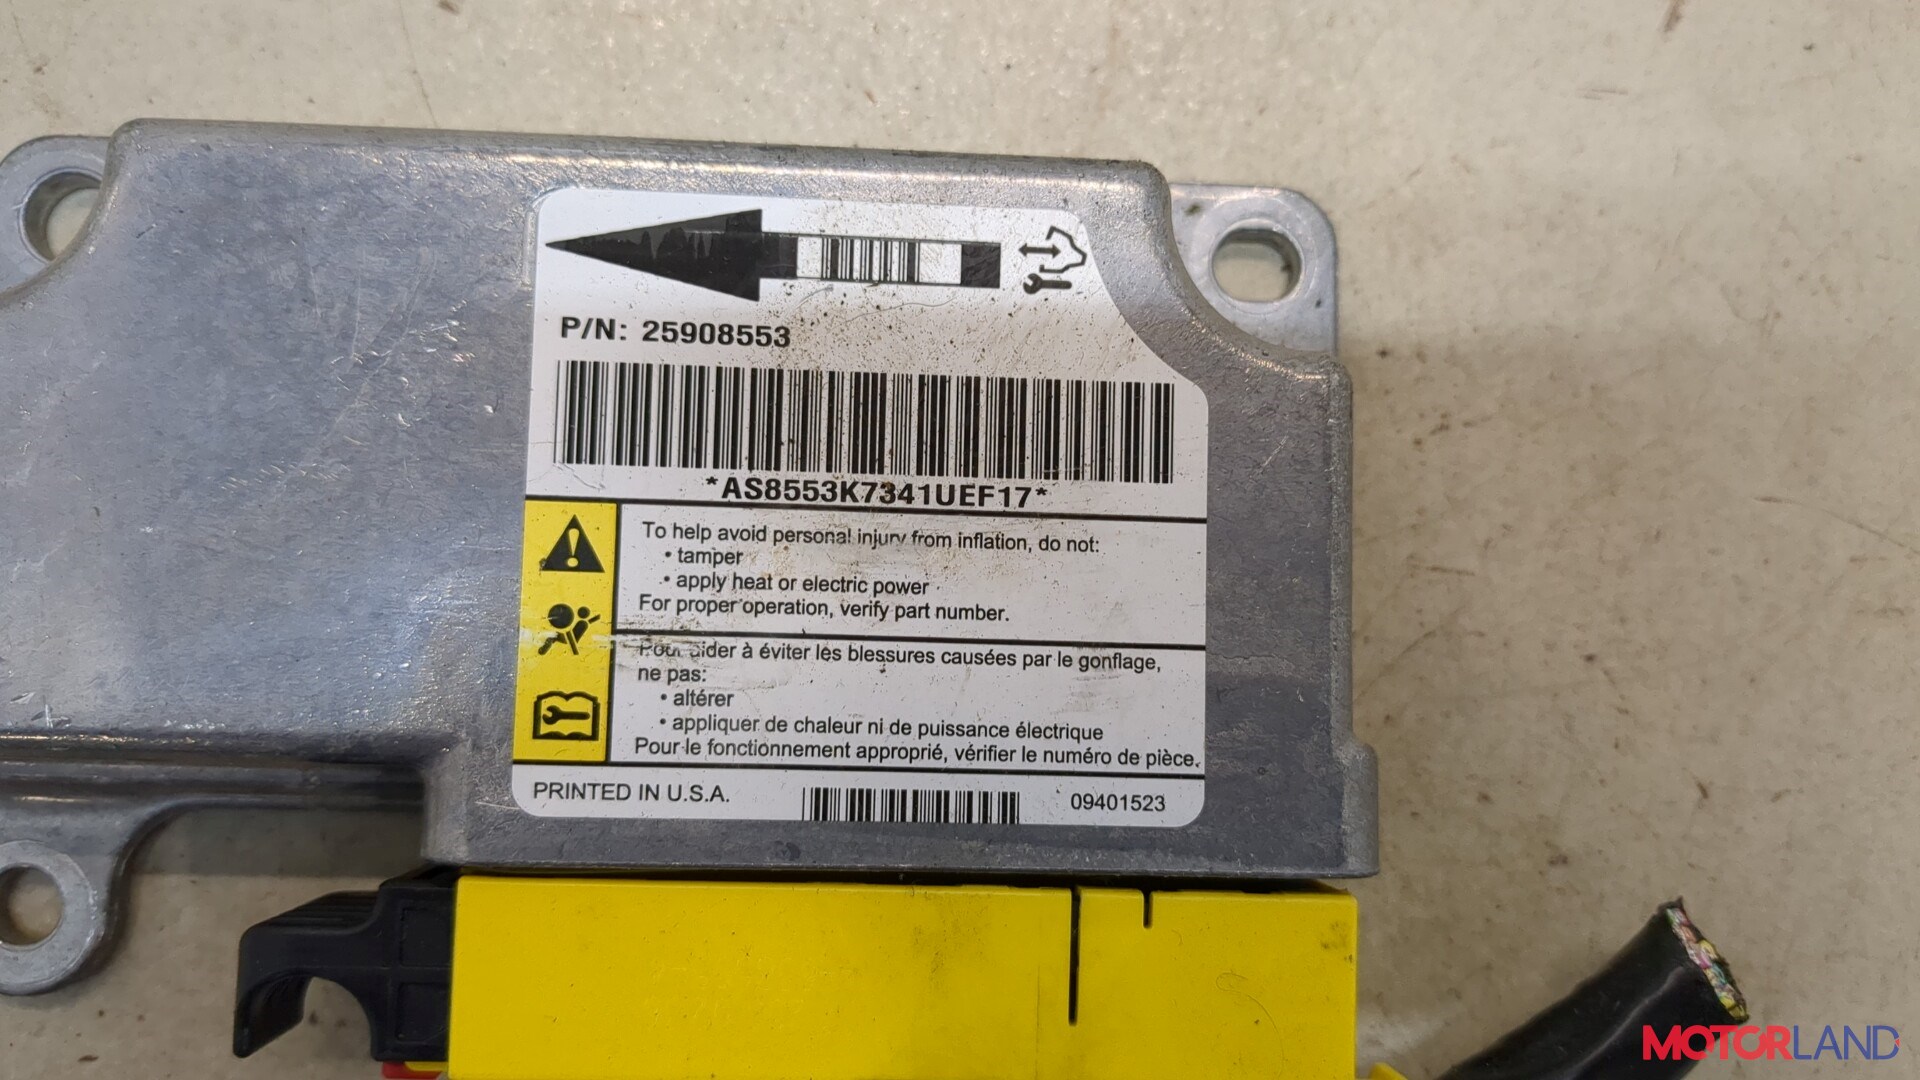 P/N: 25908553
*AS8553K7341UEF17*
To help avoid personal injury from inflation, do not:
• tamper
• apply heat or electric power
For proper operation, verify part number.
Pour aider à éviter les blessures causées par le gonflage,
ne pas:
• altérer
• appliquer de chaleur ni de puissance électrique
Pour le fonctionnement approprié, vérifier le numéro de pièce.
PRINTED IN U.S.A.
09401523
MOTORLAND